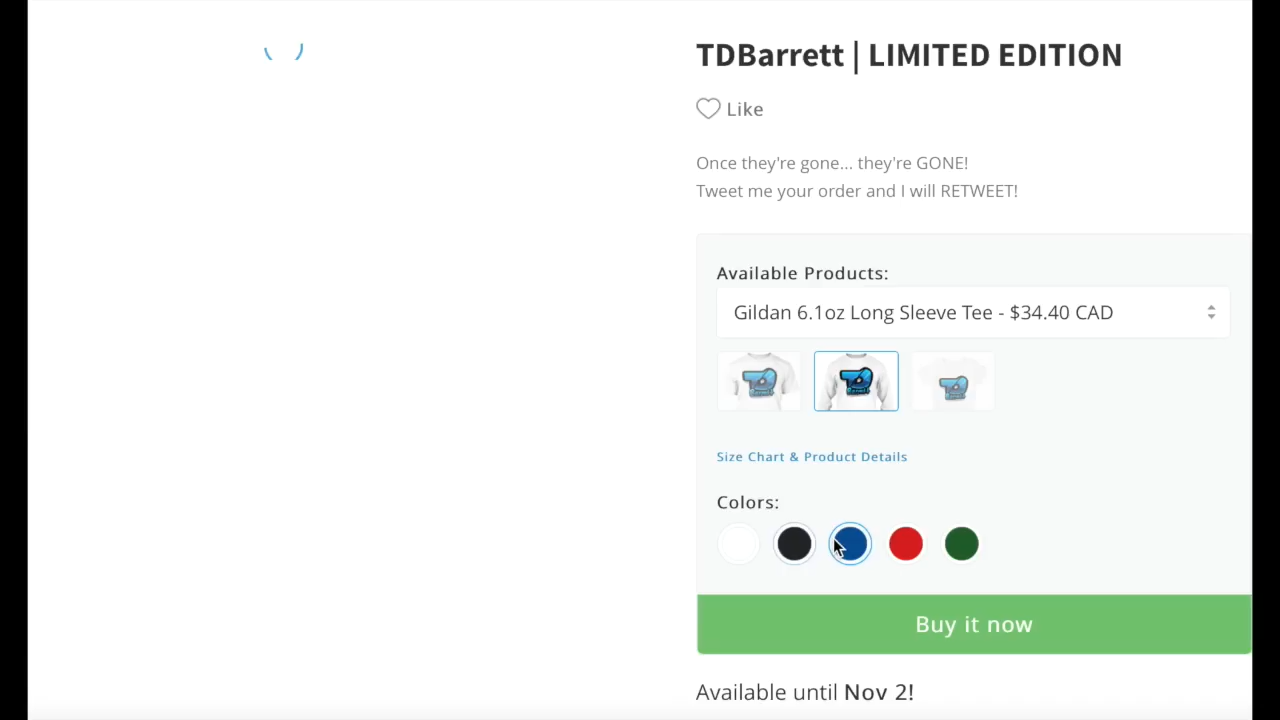 TDBarrett | LIMITED EDITION
Like
Once they're gone... they're GONE!
Tweet me your order and I will RETWEET!
Available Products:
Gildan 6.1oz Long Sleeve Tee - $34.40 CAD
Size Chart & Product Details
Colors:
Buy it now
Available until Nov 2!